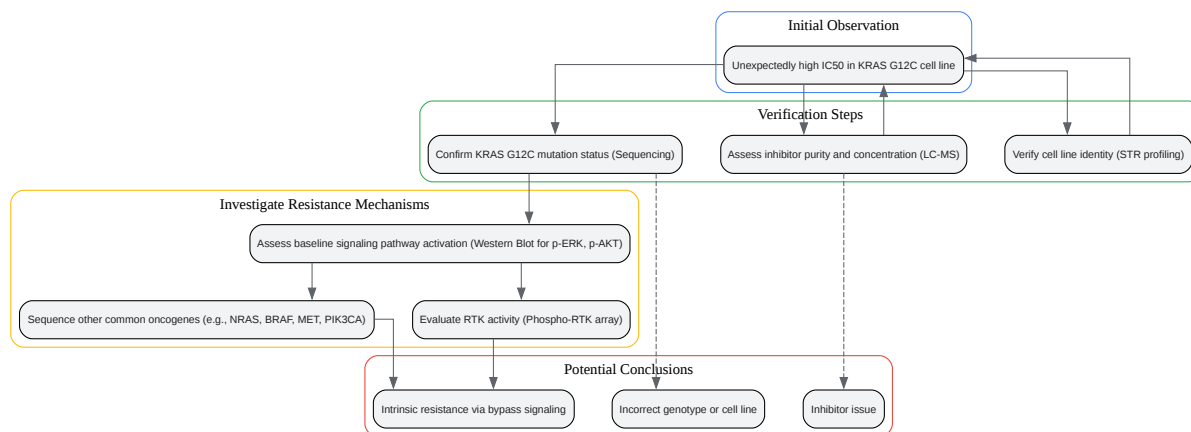 Initial Observation
Unexpectedly high IC50 in KRAS G12C cell line
Verification Steps
Confirm KRAS G12C mutation status (Sequencing)
Assess inhibitor purity and concentration (LC-MS)
Verify cell line identity (STR profiling)
Investigate Resistance Mechanisms
Assess baseline signaling pathway activation (Western Blot for p-ERK, p-AKT)
Sequence other common oncogenes (e.g., NRAS, BRAF, MET, PIK3CA)
Evaluate RTK activity (Phospho-RTK array)
Potential Conclusions
Intrinsic resistance via bypass signaling
Incorrect genotype or cell line
Inhibitor issue